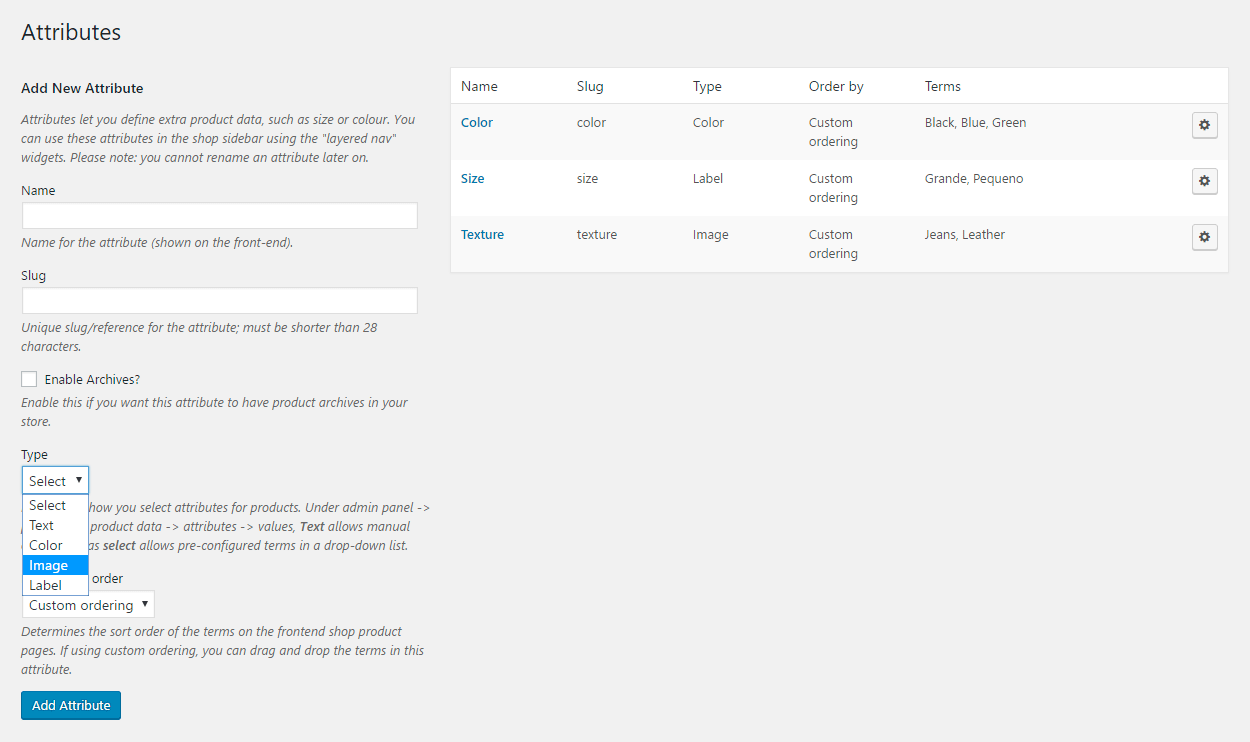 Attributes
Add New Attribute
Attributes let you define extra product data, such as size or colour. You
can use these attributes in the shop sidebar using the "layered nav"
widgets. Please note: you cannot rename an attribute later on.
Name
Name for the attribute (shown on the front-end).
Slug
Unique slug/reference for the attribute; must be shorter than 28
characters.
Enable Archives?
Enable this if you want this attribute to have product archives in your
store.
Type
Select
Select
Text
Color
Image
Label
how you select attributes for products. Under admin panel ->
product data -> attributes -> values, Text allows manual
as select allows pre-configured terms in a drop-down list.
order
Custom ordering
Determines the sort order of the terms on the frontend shop product
pages. If using custom ordering, you can drag and drop the terms in this
attribute.
Add Attribute
Name Slug Type Order by Terms
Color color Color Custom Black, Blue, Green
ordering
Size size Label Custom Grande, Pequeno
ordering
Texture texture Image Custom Jeans, Leather
ordering